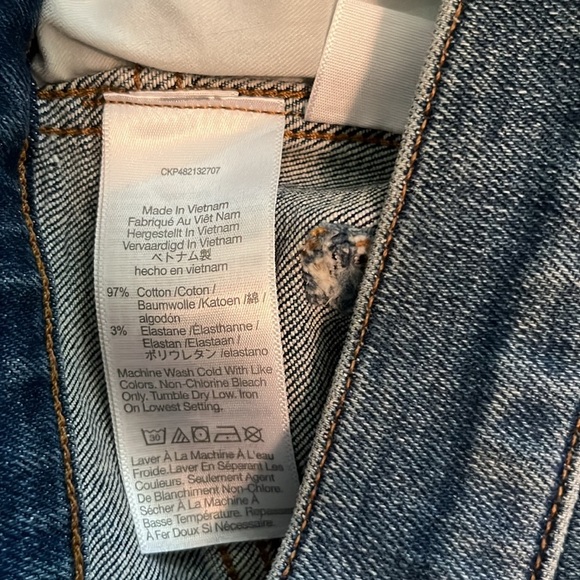 CKP482132707
Made In Vietnam
Fabriqué Au Viêt Nam
Hergestellt In Vietnam
Vervaardigd In Vietnam
ベトナム製
hecho en vietnam
97% Cotton /Coton /
Baumwolle /Katoen /綿 /
algodón
3% Elastane /Élasthanne /
Elastan /Elastaan /
ポリウレタン /elastano
Machine Wash Cold With Like
Colors. Non-Chlorine Bleach
Only. Tumble Dry Low. Iron
On Lowest Setting.
30
Laver À La Machine À L'eau
Froide.Laver En Séparant Les
Couleurs. Seulement Agent
De Blanchiment Non-Chlore.
Sécher À La Machine À
Basse Température. Repasser
À Fer Doux Si Nécessaire.